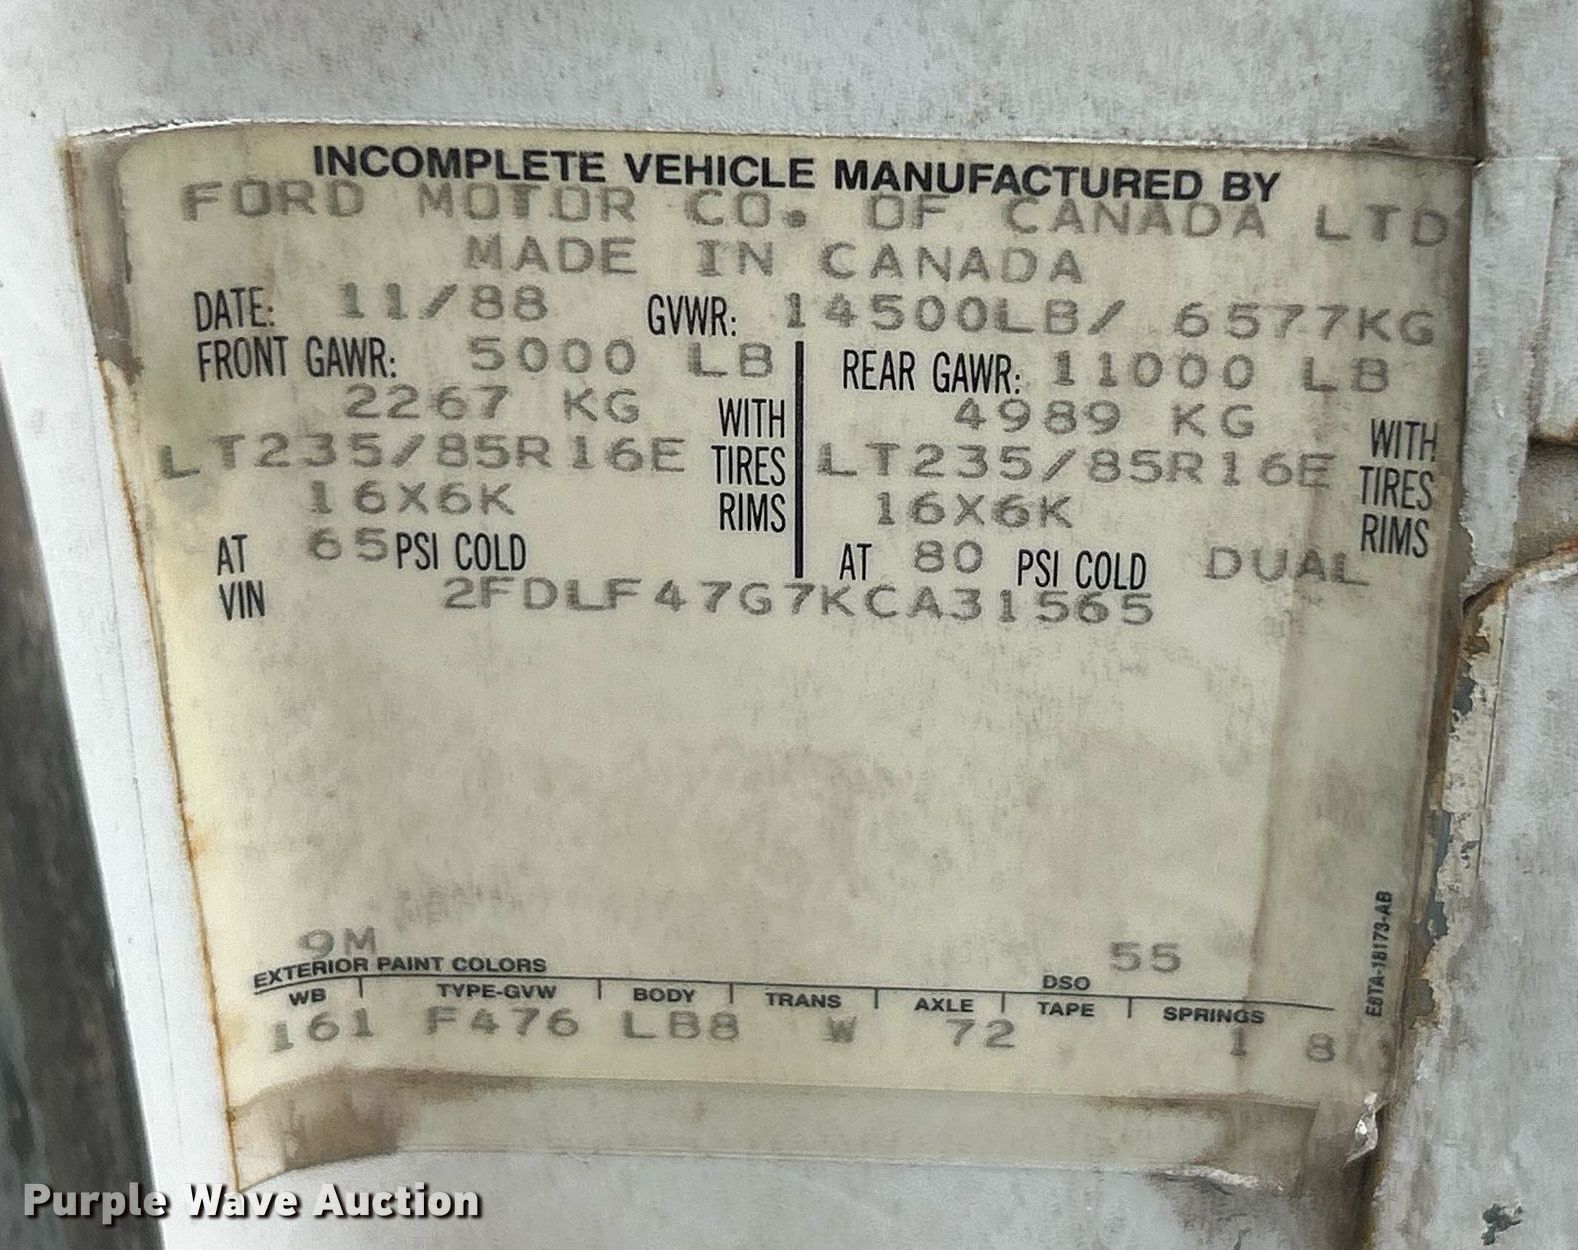 INCOMPLETE VEHICLE MANUFACTURED BY
FORD MOTOR CO. OF CANADA LTD
MADE IN CANADA
DATE: 11/88 GVWR: 14500LB/ 6577KG
FRONT GAWR: 5000 LB REAR GAWR: 11000 LB
2267 KG WITH 4989 KG WITH
LT235/85R16E TIRES LT235/85R16E TIRES
16X6K RIMS 16X6K RIMS
AT 65 PSI COLD AT 80 PSI COLD DUAL
VIN 2FDLF47G7KCA31565
9M 55
EXTERIOR PAINT COLORS DSO
WB TYPE-GVW BODY TRANS AXLE TAPE SPRINGS
161 F476 LB8 W 72 1 8
E8TA-18173-AB
Purple Wave Auction